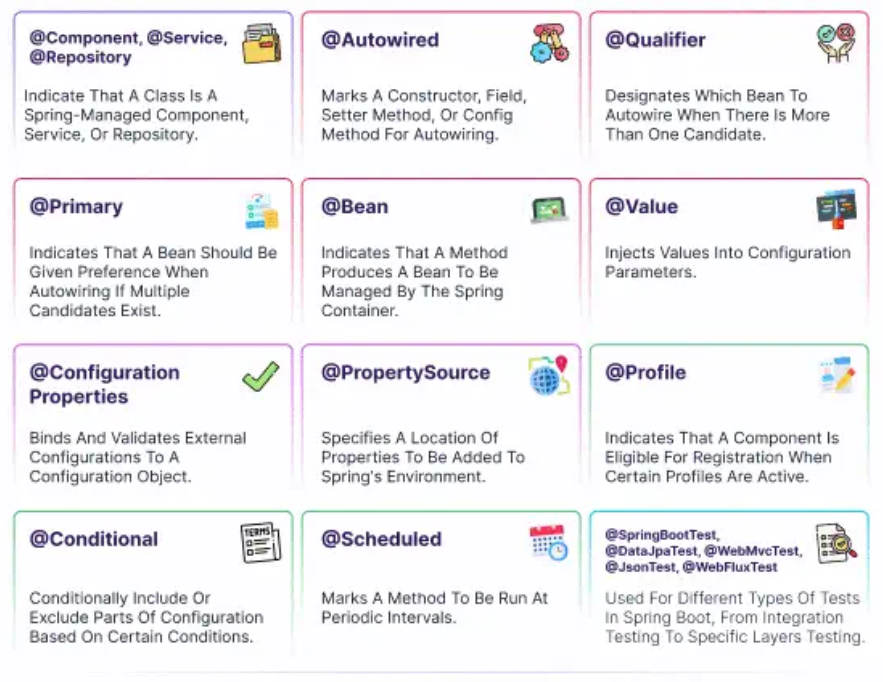 @Component, @Service,
@Repository
Indicate That A Class Is A
Spring-Managed Component,
Service, Or Repository.
@Autowired
Marks A Constructor, Field,
Setter Method, Or Config
Method For Autowiring.
@Qualifier
Designates Which Bean To
Autowire When There Is More
Than One Candidate.
@Primary
Indicates That A Bean Should Be
Given Preference When
Autowiring If Multiple
Candidates Exist.
@Bean
Indicates That A Method
Produces A Bean To Be
Managed By The Spring
Container.
@Value
Injects Values Into Configuration
Parameters.
@Configuration
Properties
Binds And Validates External
Configurations To A
Configuration Object.
@PropertySource
Specifies A Location Of
Properties To Be Added To
Spring's Environment.
@Profile
Indicates That A Component Is
Eligible For Registration When
Certain Profiles Are Active.
@Conditional
TERMS
Conditionally Include Or
Exclude Parts Of Configuration
Based On Certain Conditions.
@Scheduled
Marks A Method To Be Run At
Periodic Intervals.
@SpringBootTest,
@DataJpaTest, @WebMvcTest,
@JsonTest, @WebFluxTest
Used For Different Types Of Tests
In Spring Boot, From Integration
Testing To Specific Layers Testing.